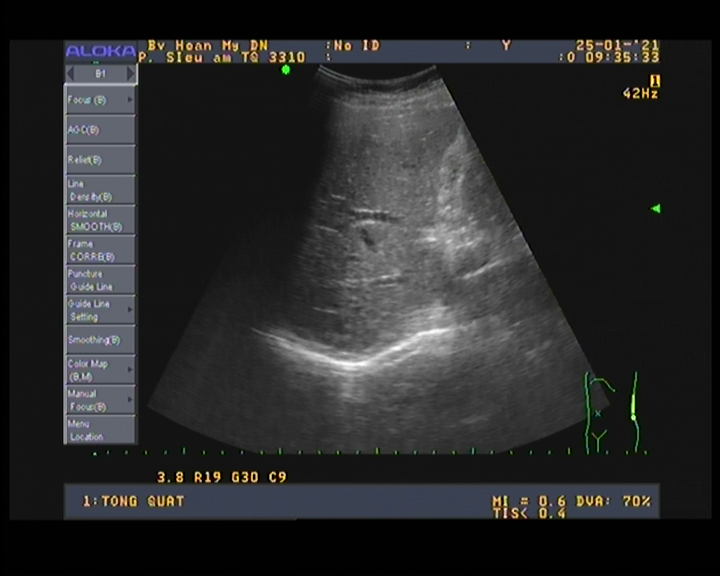 ALOKA
Bv Hoan My DN :No ID : Y 25-01-'21
P. Sieu am TQ 3310 :0 09:35:33
B1
1
42Hz
Focus (B)
AGC(B)
Relief(B)
Line
Density(B)
Horizontal
SMOOTH(B)
Frame
CORRE(B)
Puncture
Guide Line
Guide Line
Setting
Smoothing(B)
Color Map
(B,M)
Manual
Focus(B)
Menu
Location
3.8 R19 G30 C9
1:TONG QUAT
MI = 0.6 DVA: 70%
TIS< 0.4